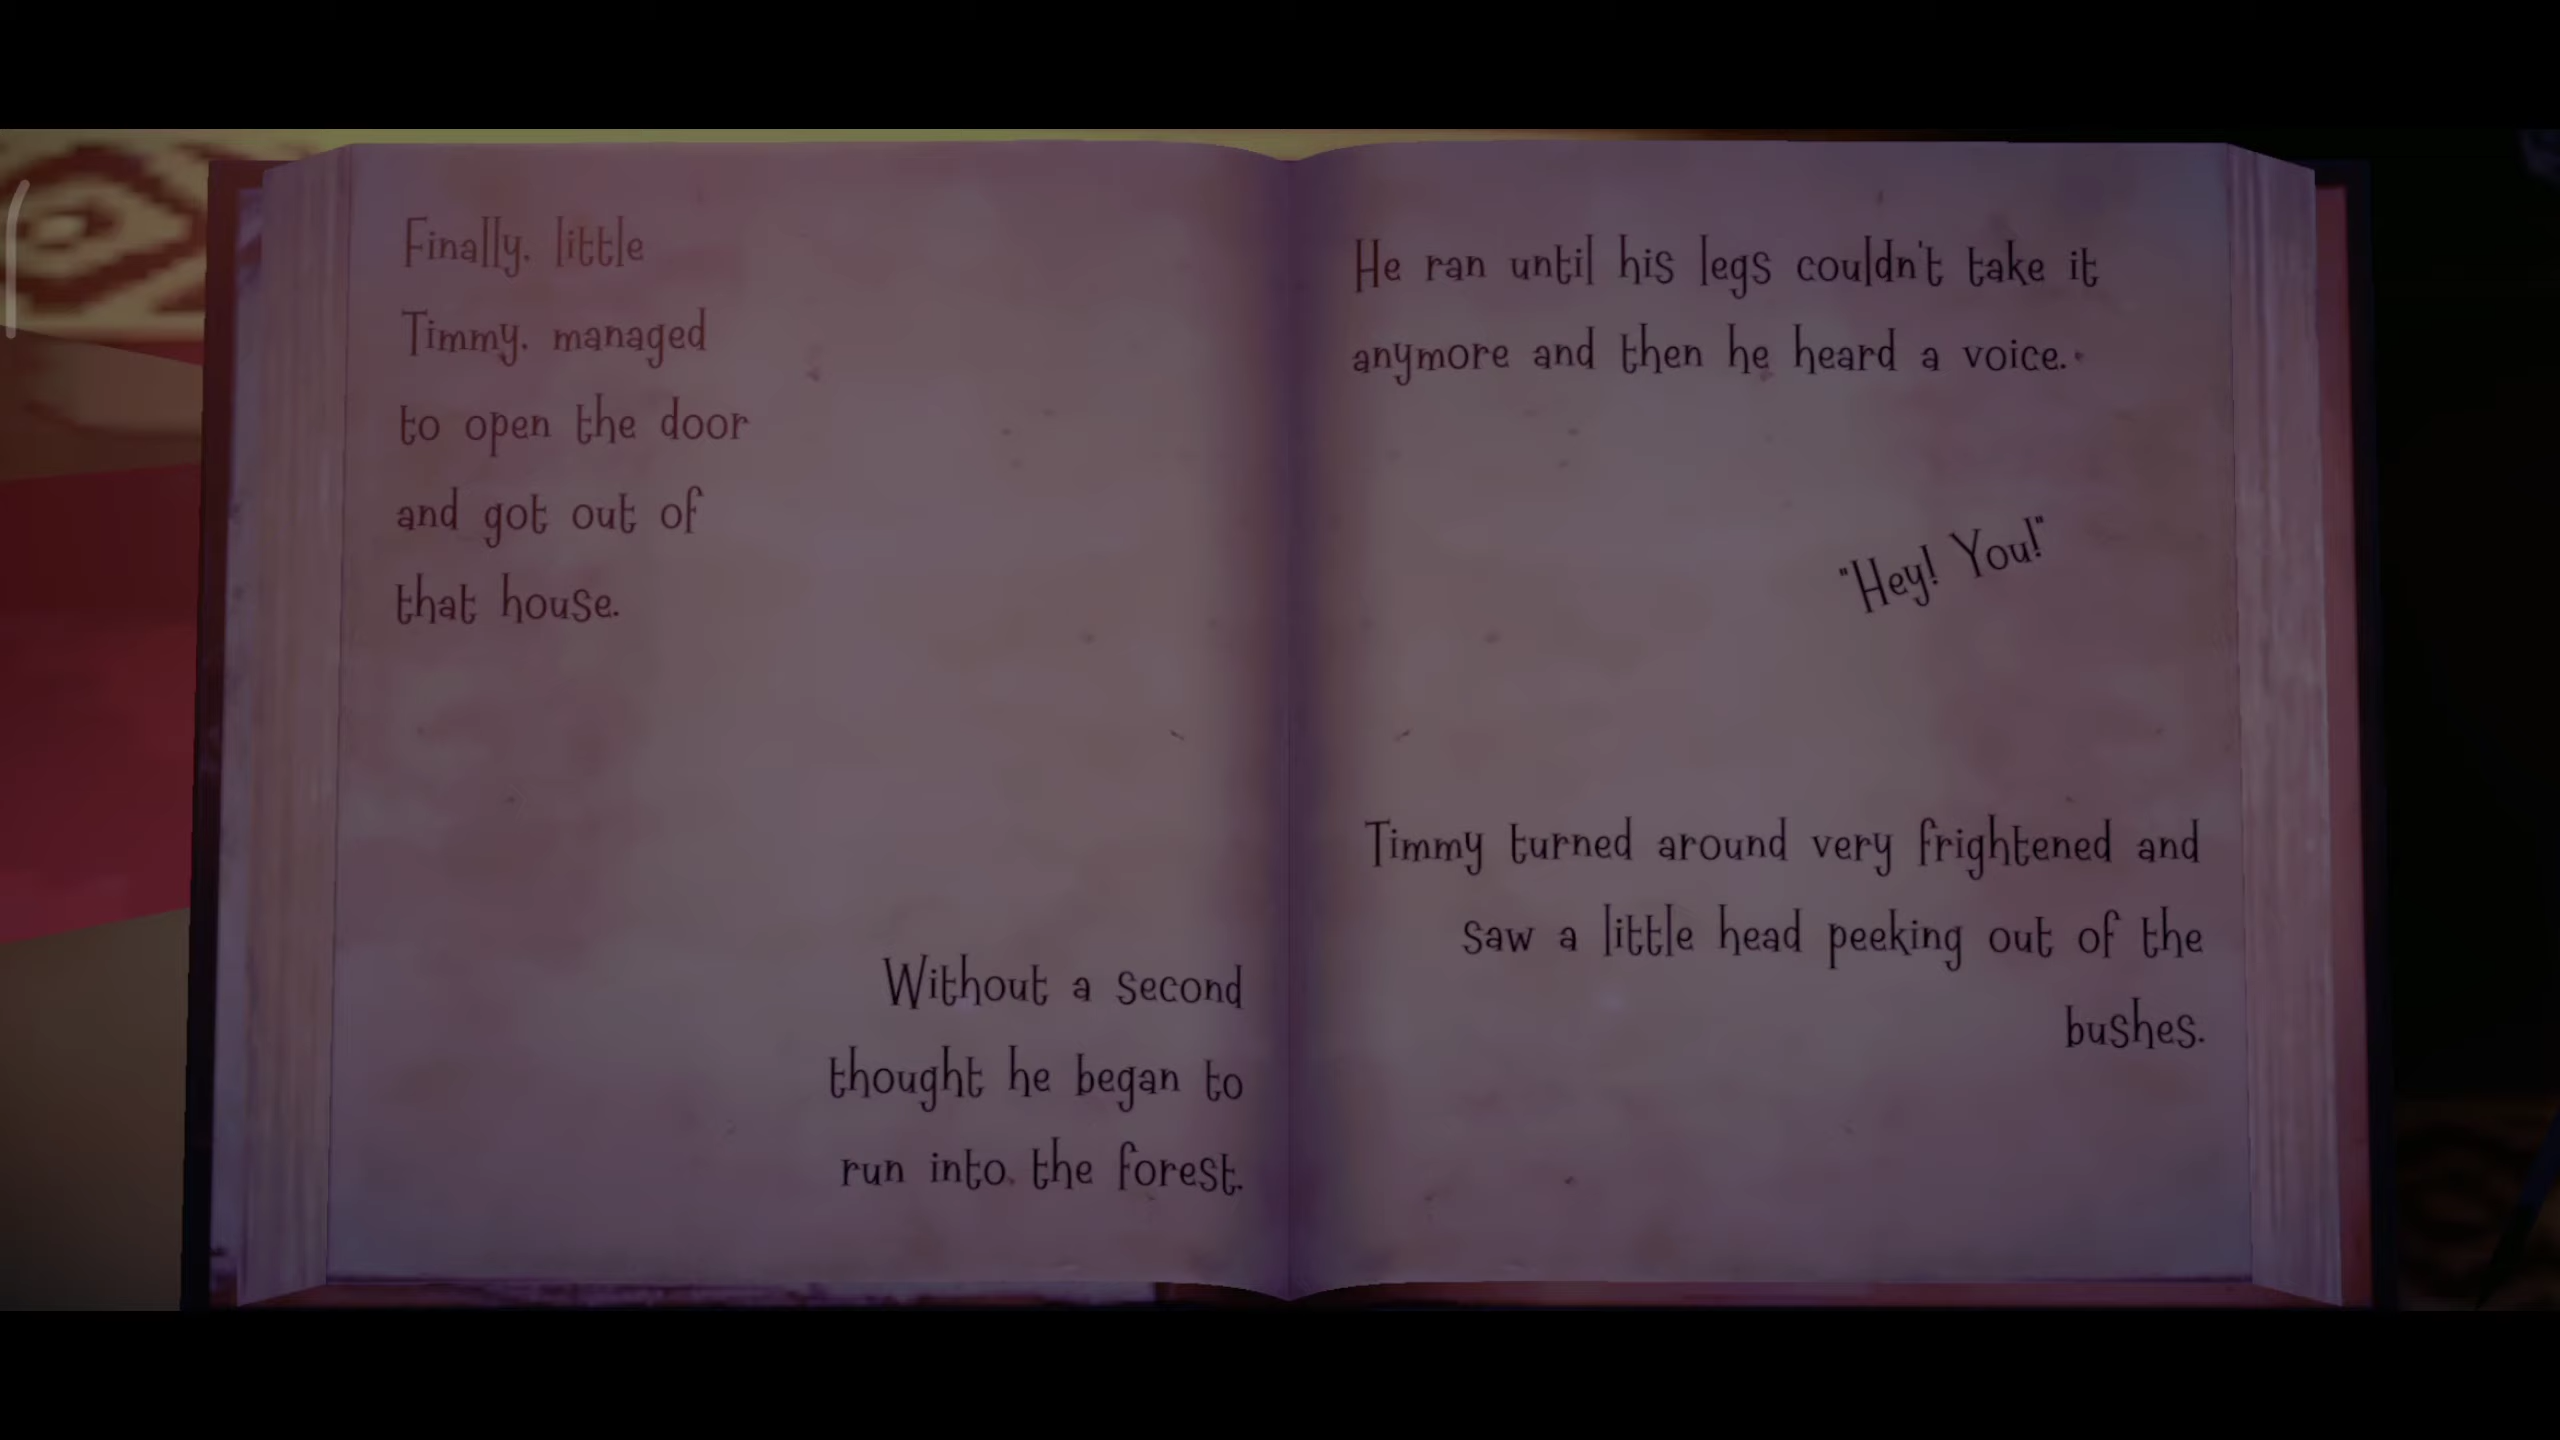 Finally, little
Timmy, managed
to open the door
and got out of
that house.
Without a second
thought he began to
run into the forest.
He ran until his legs couldn't take it
anymore and then he heard a voice.
"Hey! You!"
Timmy turned around very frightened and
saw a little head peeking out of the
bushes.